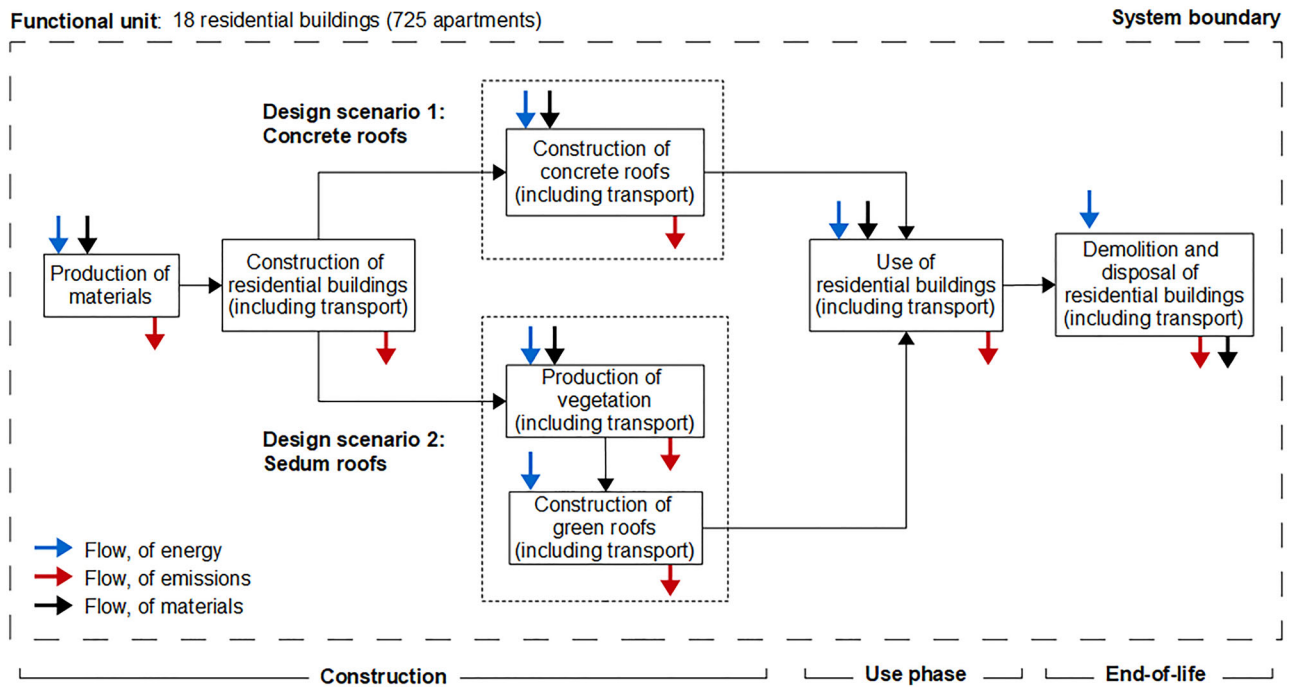 Functional unit: 18 residential buildings (725 apartments)
System boundary
Design scenario 1:
Concrete roofs
Construction of
concrete roofs
(including transport)
Production of
materials
Construction of
residential buildings
(including transport)
Use of
residential buildings
(including transport)
Demolition and
disposal of
residential buildings
(including transport)
Design scenario 2:
Sedum roofs
Production of
vegetation
(including transport)
Construction of
green roofs
(including transport)
Flow, of energy
Flow, of emissions
Flow, of materials
Construction
Use phase
End-of-life